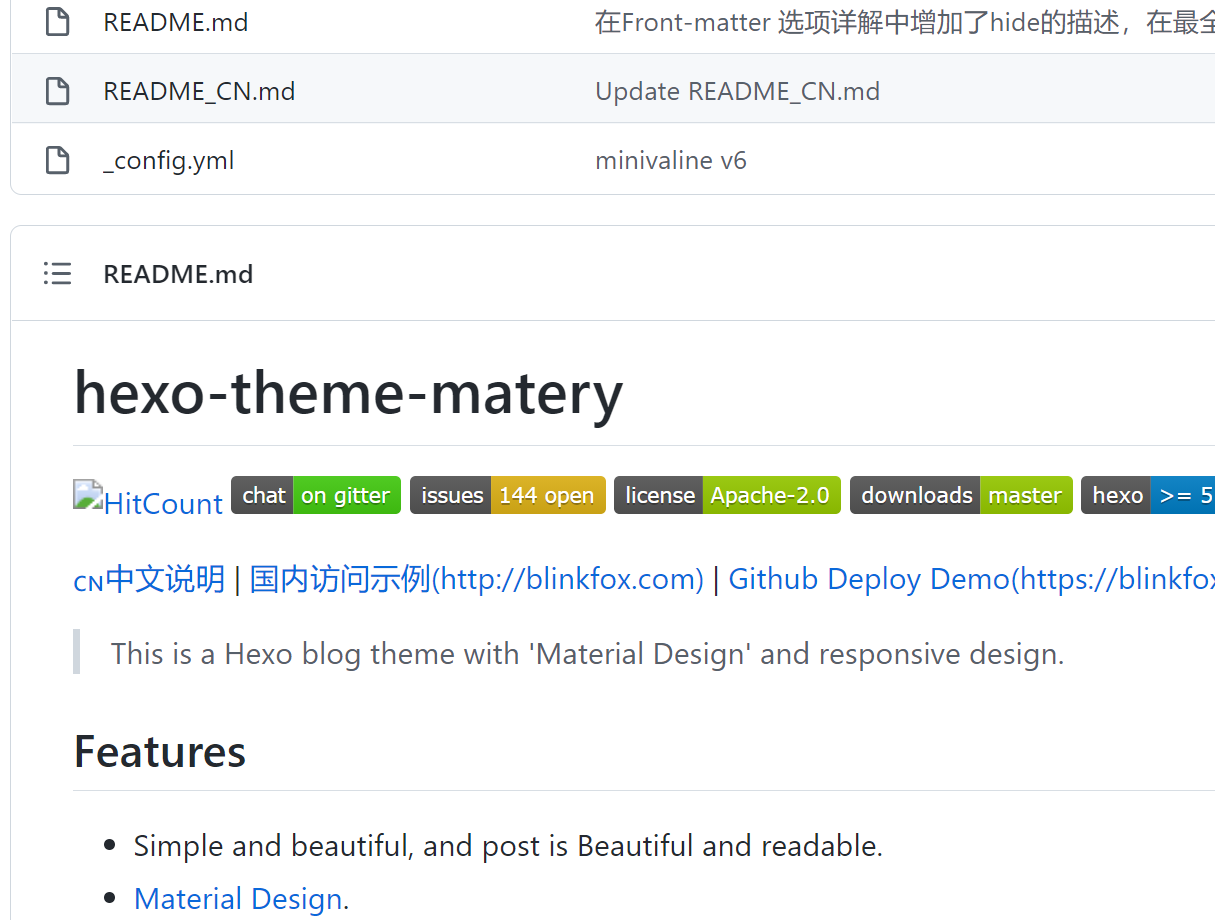 README.md 在Front-matter 选项详解中增加了hide的描述，在最全
README_CN.md Update README_CN.md
_config.yml minivaline v6
README.md
hexo-theme-matery
HitCount chat on gitter issues 144 open license Apache-2.0 downloads master hexo >= 5
CN中文说明 | 国内访问示例(http://blinkfox.com) | Github Deploy Demo(https://blinkfox
This is a Hexo blog theme with 'Material Design' and responsive design.
Features
• Simple and beautiful, and post is Beautiful and readable.
• Material Design.